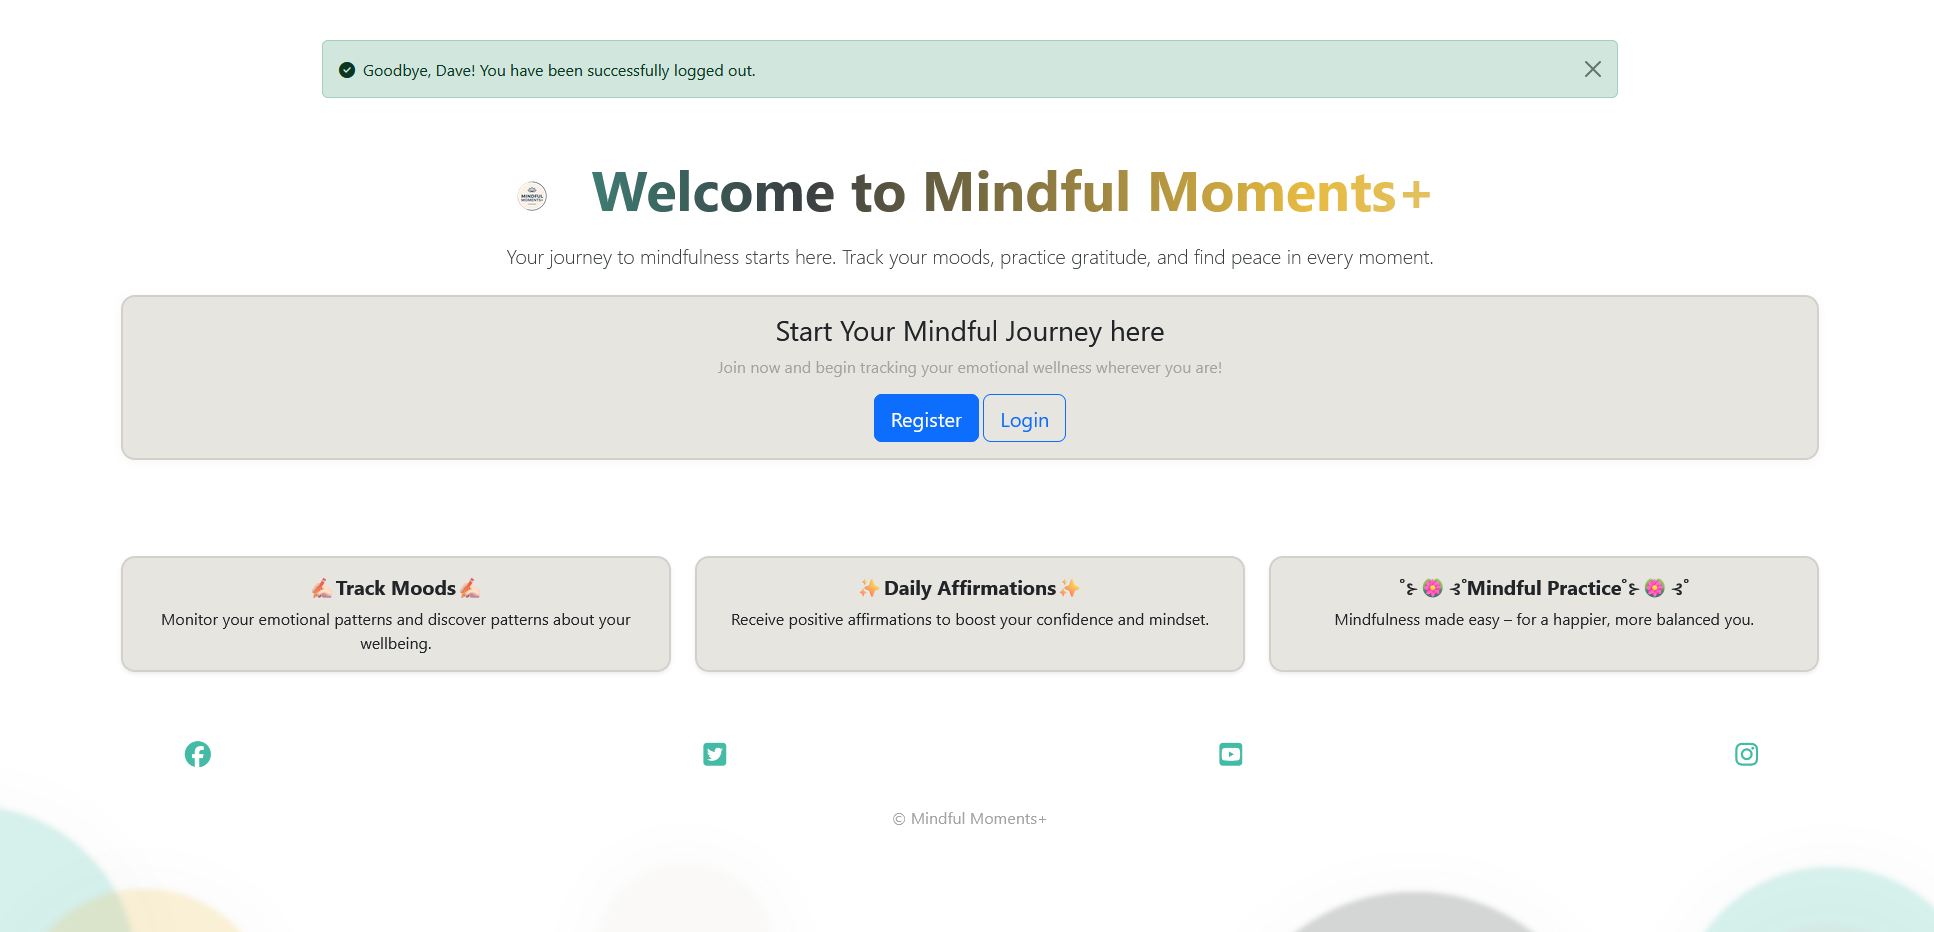 Goodbye, Dave! You have been successfully logged out.
MINDFUL
MOMENTS+
Welcome to Mindful Moments+
Your journey to mindfulness starts here. Track your moods, practice gratitude, and find peace in every moment.
Start Your Mindful Journey here
Join now and begin tracking your emotional wellness wherever you are!
Register Login
✍🏻Track Moods✍🏻
Monitor your emotional patterns and discover patterns about your
wellbeing.
✨Daily Affirmations✨
Receive positive affirmations to boost your confidence and mindset.
˚⊱🪷⊰˚Mindful Practice˚⊱🪷⊰˚
Mindfulness made easy – for a happier, more balanced you.
© Mindful Moments+